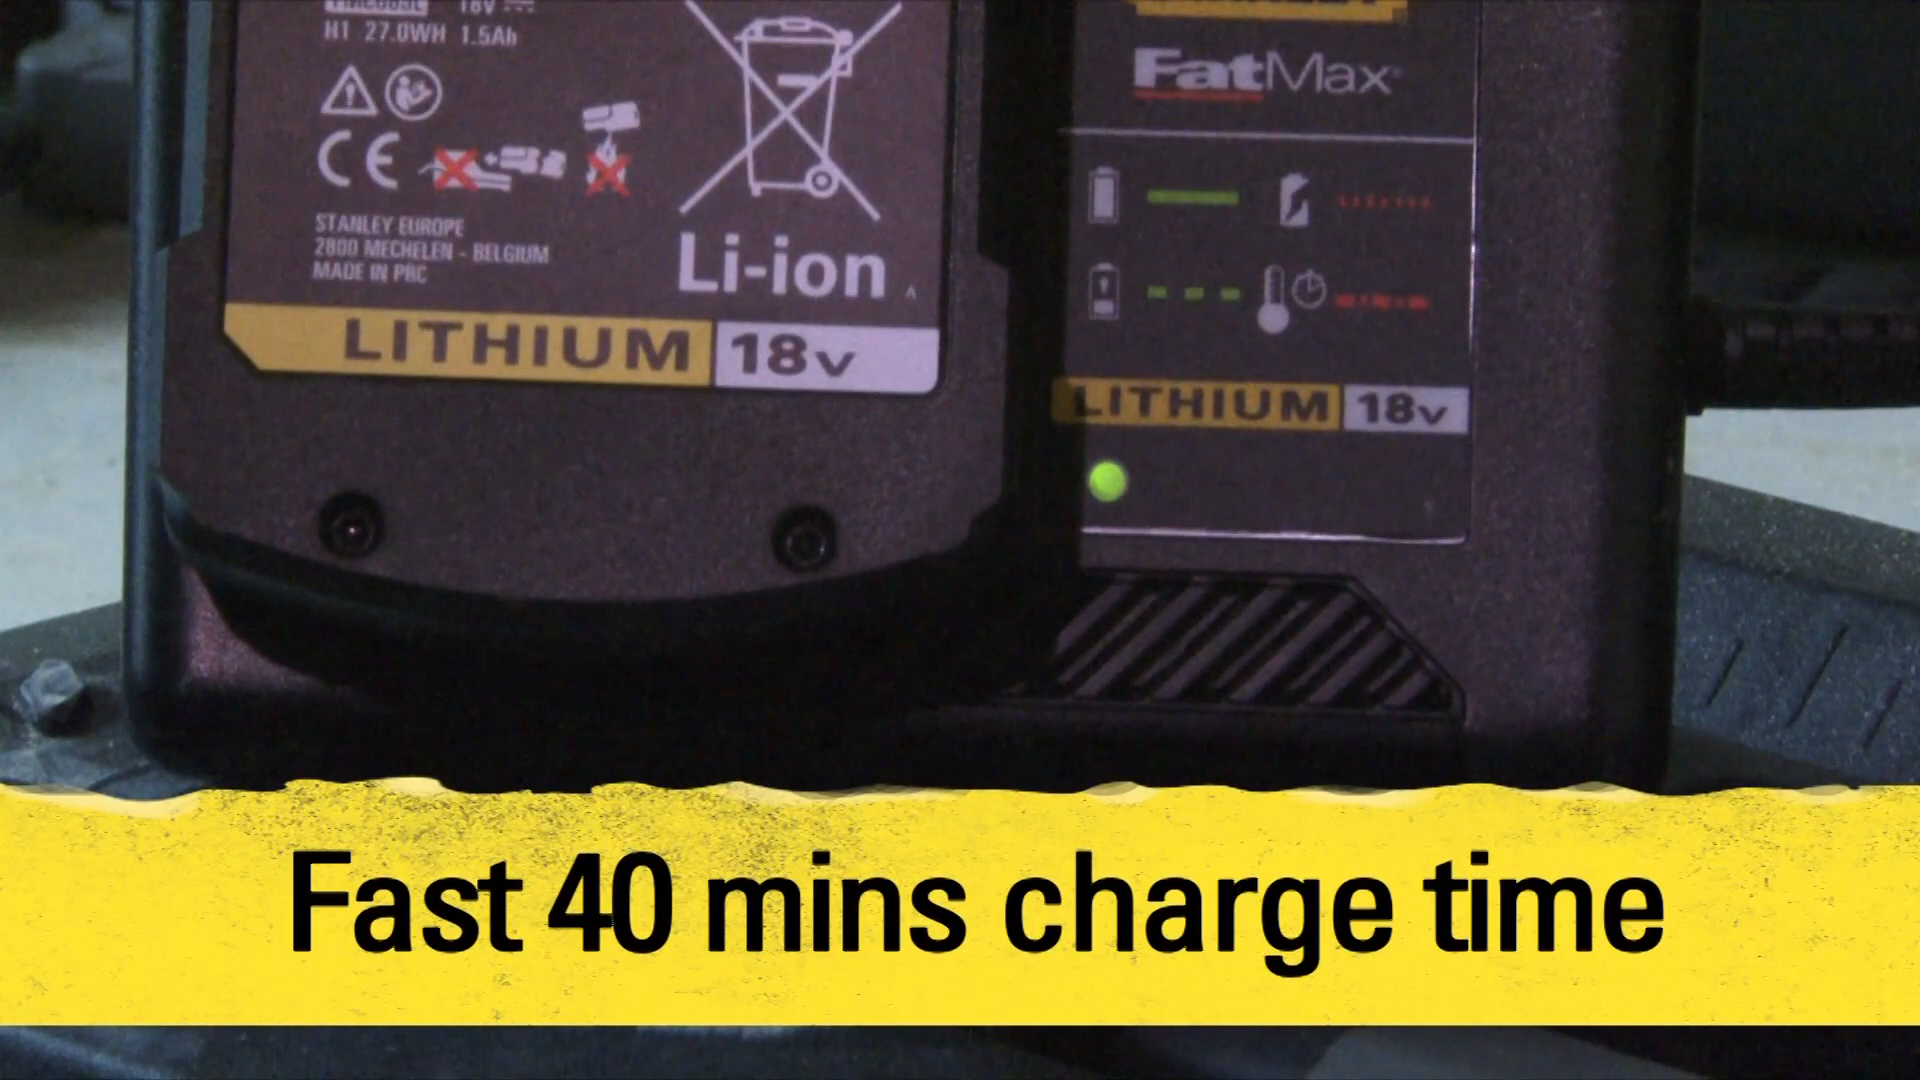 18V
H1 27.0WH 1.5Ah
CE
STANLEY EUROPE
2800 MECHELEN - BELGIUM
MADE IN PRC
Li-ion
LITHIUM 18v
FatMax
LITHIUM 18v
Fast 40 mins charge time